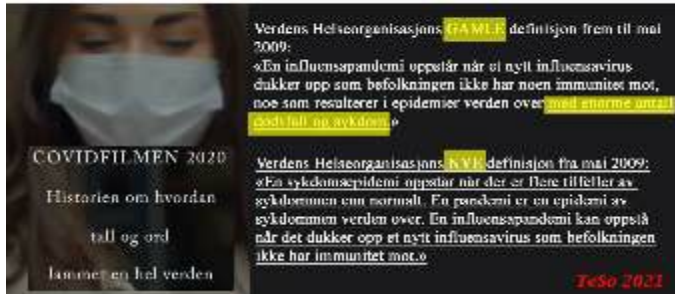 COVIDFILMEN 2020
Historien om hvordan
tall og ord
lammet en hel verden
Verdens Helseorganisasjons GAMLE definisjon frem til mai
2009:
«En influensapandemi oppstår når et nytt influensavirus
dukker opp som befolkningen ikke har noen immunitet mot,
noe som resulterer i epidemier verden over med enorme antall
dødsfall og sykdom.»
Verdens Helseorganisasjons NYE definisjon fra mai 2009:
«En sykdomsepidemi oppstår når der er flere tilfeller av
sykdommen enn normalt. En pandemi er en epidemi av
sykdommen verden over. En influensapandemi kan oppstå
når det dukker opp et nytt influensavirus som befolkningen
ikke har immunitet mot.»
TeSo 2021